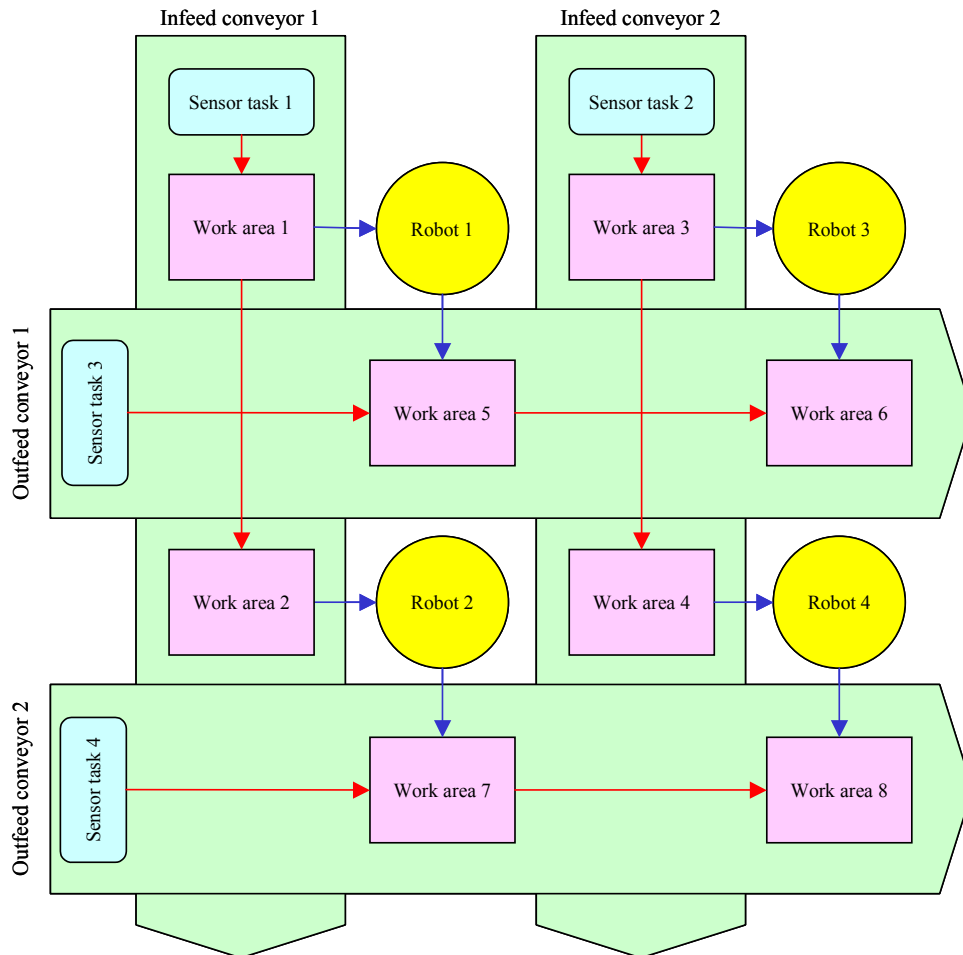 Infeed conveyor 1
Infeed conveyor 2
Sensor task 1
Sensor task 2
Work area 1
Robot 1
Work area 3
Robot 3
Outfeed conveyor 1
Sensor task 3
Work area 5
Work area 6
Work area 2
Robot 2
Work area 4
Robot 4
Outfeed conveyor 2
Sensor task 4
Work area 7
Work area 8